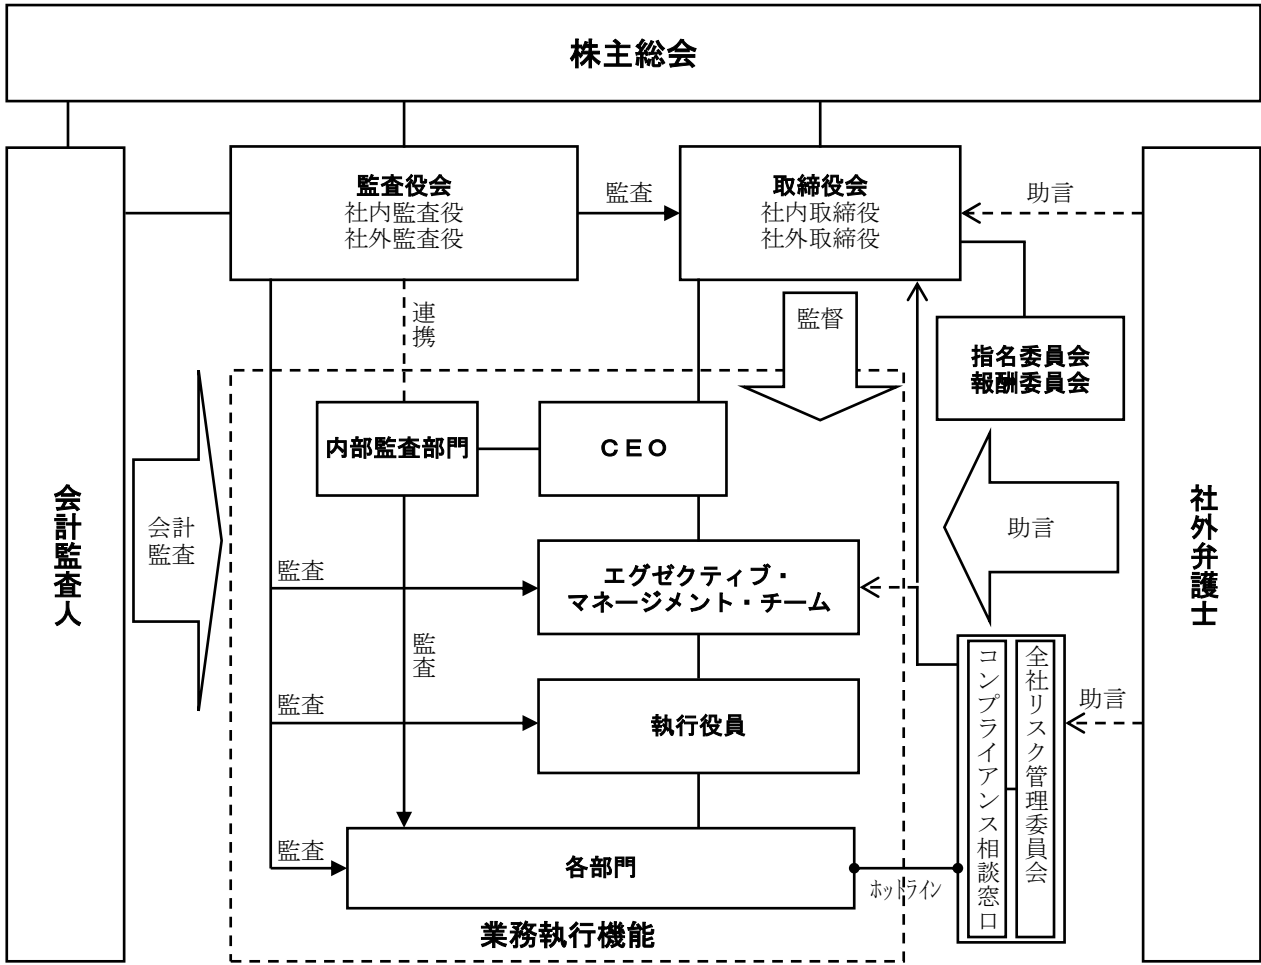 株主総会
監査役会
社内監査役
社外監査役
監査
取締役会
社内取締役
社外取締役
助言
連携
監督
指名委員会
報酬委員会
内部監査部門
ＣＥＯ
会計監査人
会計
監査
助言
社外弁護士
監査
エグゼクティブ・
マネージメント・チーム
監査
監査
執行役員
助言
全社リスク管理委員会
コンプライアンス相談窓口
監査
各部門
ホットライン
業務執行機能